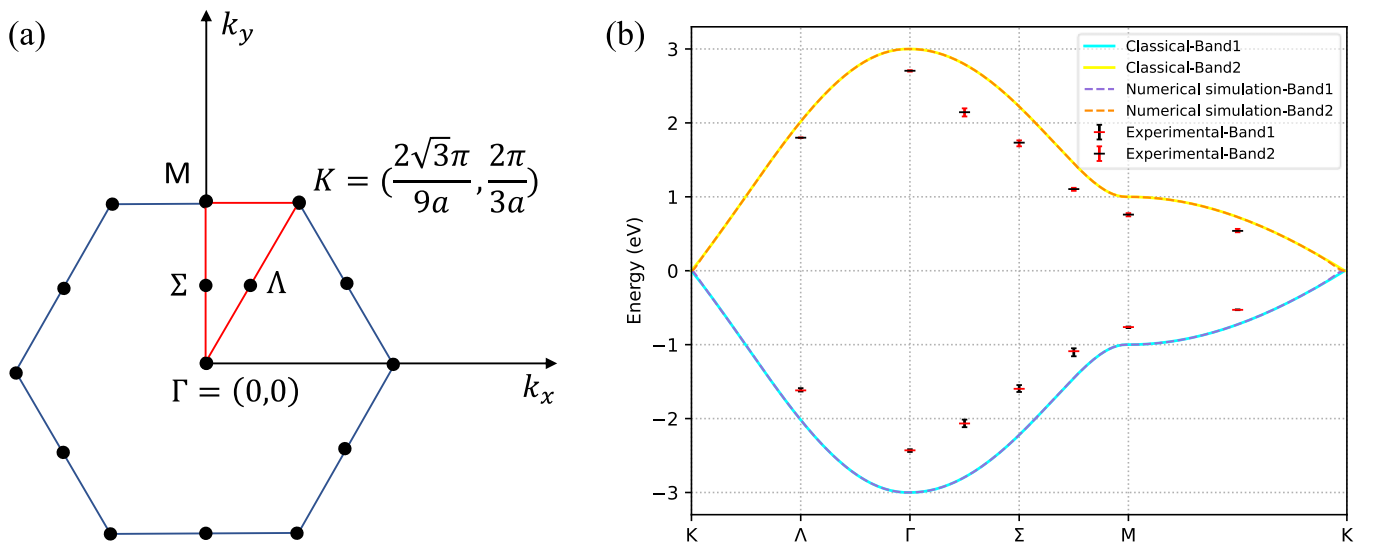 (a)
k_y
M
K = (2√3π/9a, 2π/3a)
Σ
Λ
Γ = (0,0)
k_x
(b)
Classical-Band1
Classical-Band2
Numerical simulation-Band1
Numerical simulation-Band2
Experimental-Band1
Experimental-Band2
Energy (eV)
3
2
1
0
−1
−2
−3
K Λ Γ Σ M K